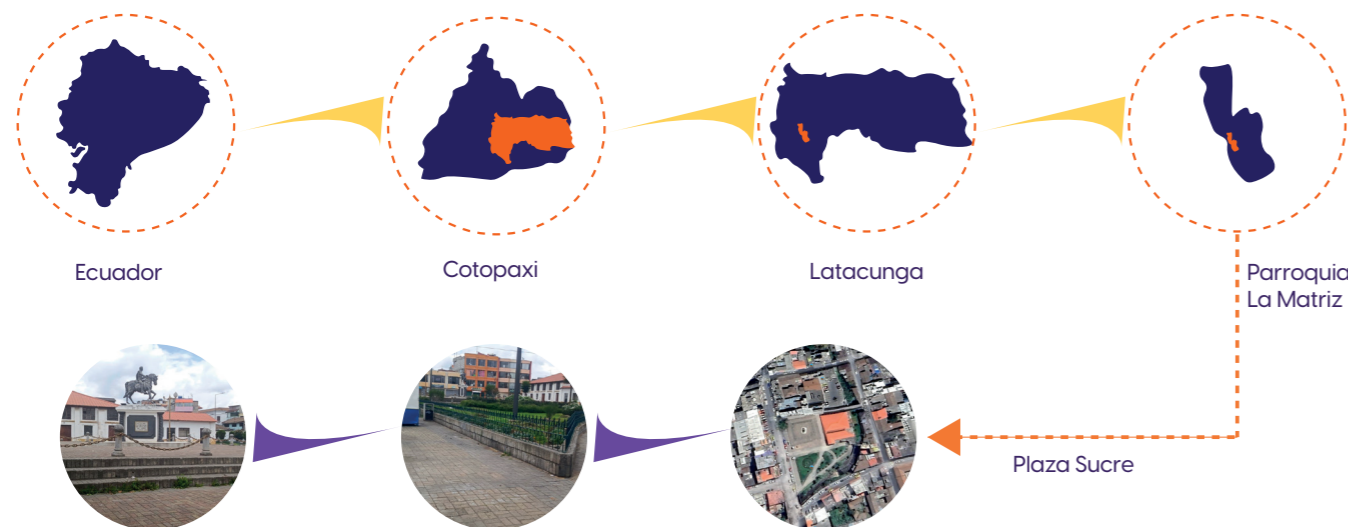 Ecuador
Cotopaxi
Latacunga
Parroquia
La Matriz
Plaza Sucre